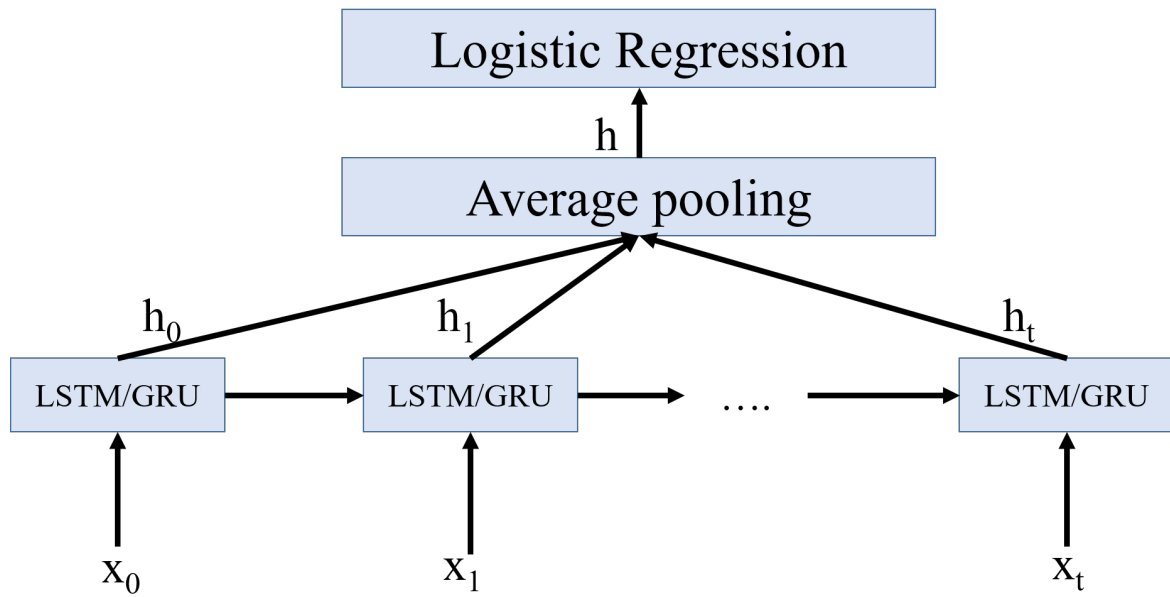 Logistic Regression
h
Average pooling
h₀ h₁ hₜ
LSTM/GRU LSTM/GRU .... LSTM/GRU
x₀ x₁ xₜ